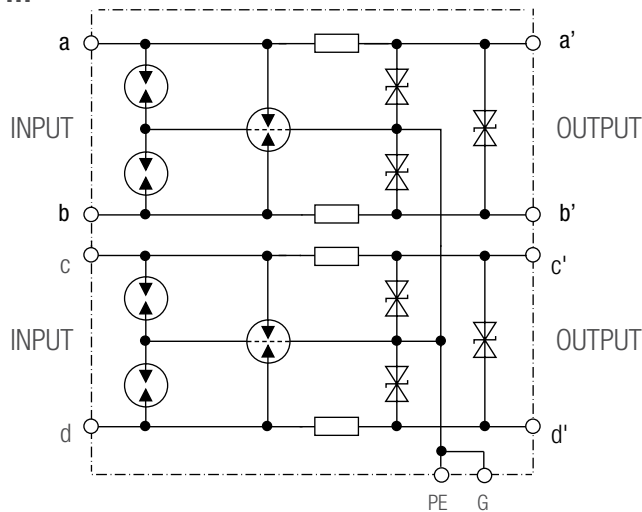 a a’
INPUT OUTPUT
b b’
c c'
INPUT OUTPUT
d d'
PE G